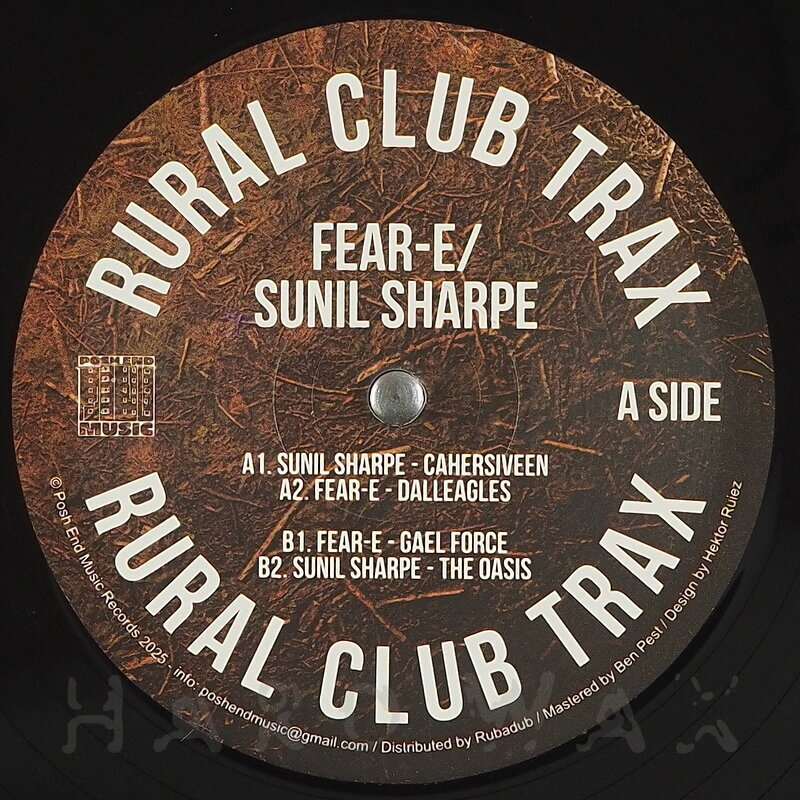 RURAL CLUB TRAX
FEAR-E/
SUNIL SHARPE
POSH END
MUSIC
A SIDE
A1. SUNIL SHARPE - CAHERSIVEEN
A2. FEAR-E - DALLEAGLES
B1. FEAR-E - GAEL FORCE
B2. SUNIL SHARPE - THE OASIS
RURAL CLUB TRAX
© Posh End Music Records 2025 - info: poshendmusic@gmail.com / Distributed by Rubadub / Mastered by Ben Pest / Design by Hektor Ruiez
HARD WAX